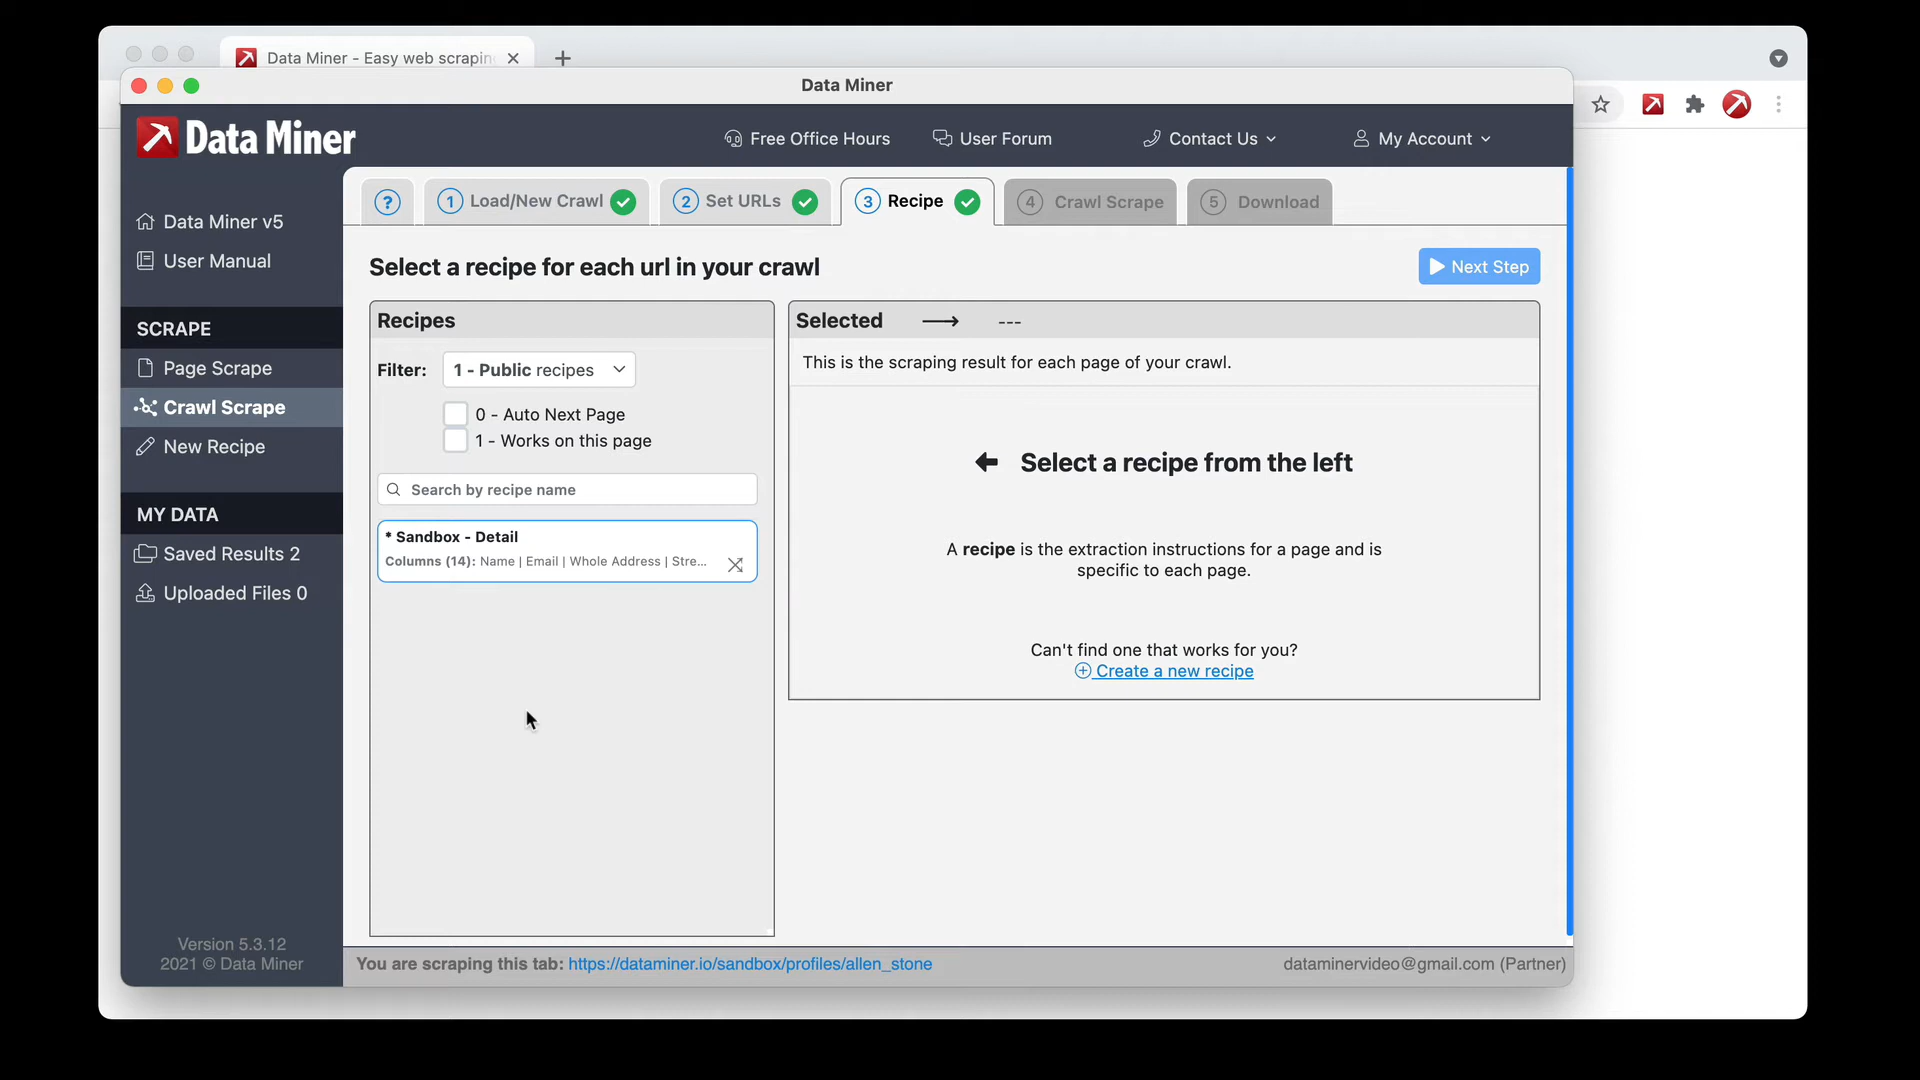 Data Miner - Easy web scrapin
Data Miner
Data Miner
Free Office Hours
User Forum
Contact Us
My Account
Data Miner v5
User Manual
SCRAPE
Page Scrape
Crawl Scrape
New Recipe
MY DATA
Saved Results 2
Uploaded Files 0
Version 5.3.12
2021 © Data Miner
?
1 Load/New Crawl
2 Set URLs
3 Recipe
4 Crawl Scrape
5 Download
Select a recipe for each url in your crawl
Next Step
Recipes
Filter: 1 - Public recipes
0 - Auto Next Page
1 - Works on this page
Search by recipe name
* Sandbox - Detail
Columns (14): Name | Email | Whole Address | Stre...
Selected ⟶ ---
This is the scraping result for each page of your crawl.
Select a recipe from the left
A recipe is the extraction instructions for a page and is
specific to each page.
Can't find one that works for you?
Create a new recipe
You are scraping this tab: https://dataminer.io/sandbox/profiles/allen_stone
dataminervideo@gmail.com (Partner)